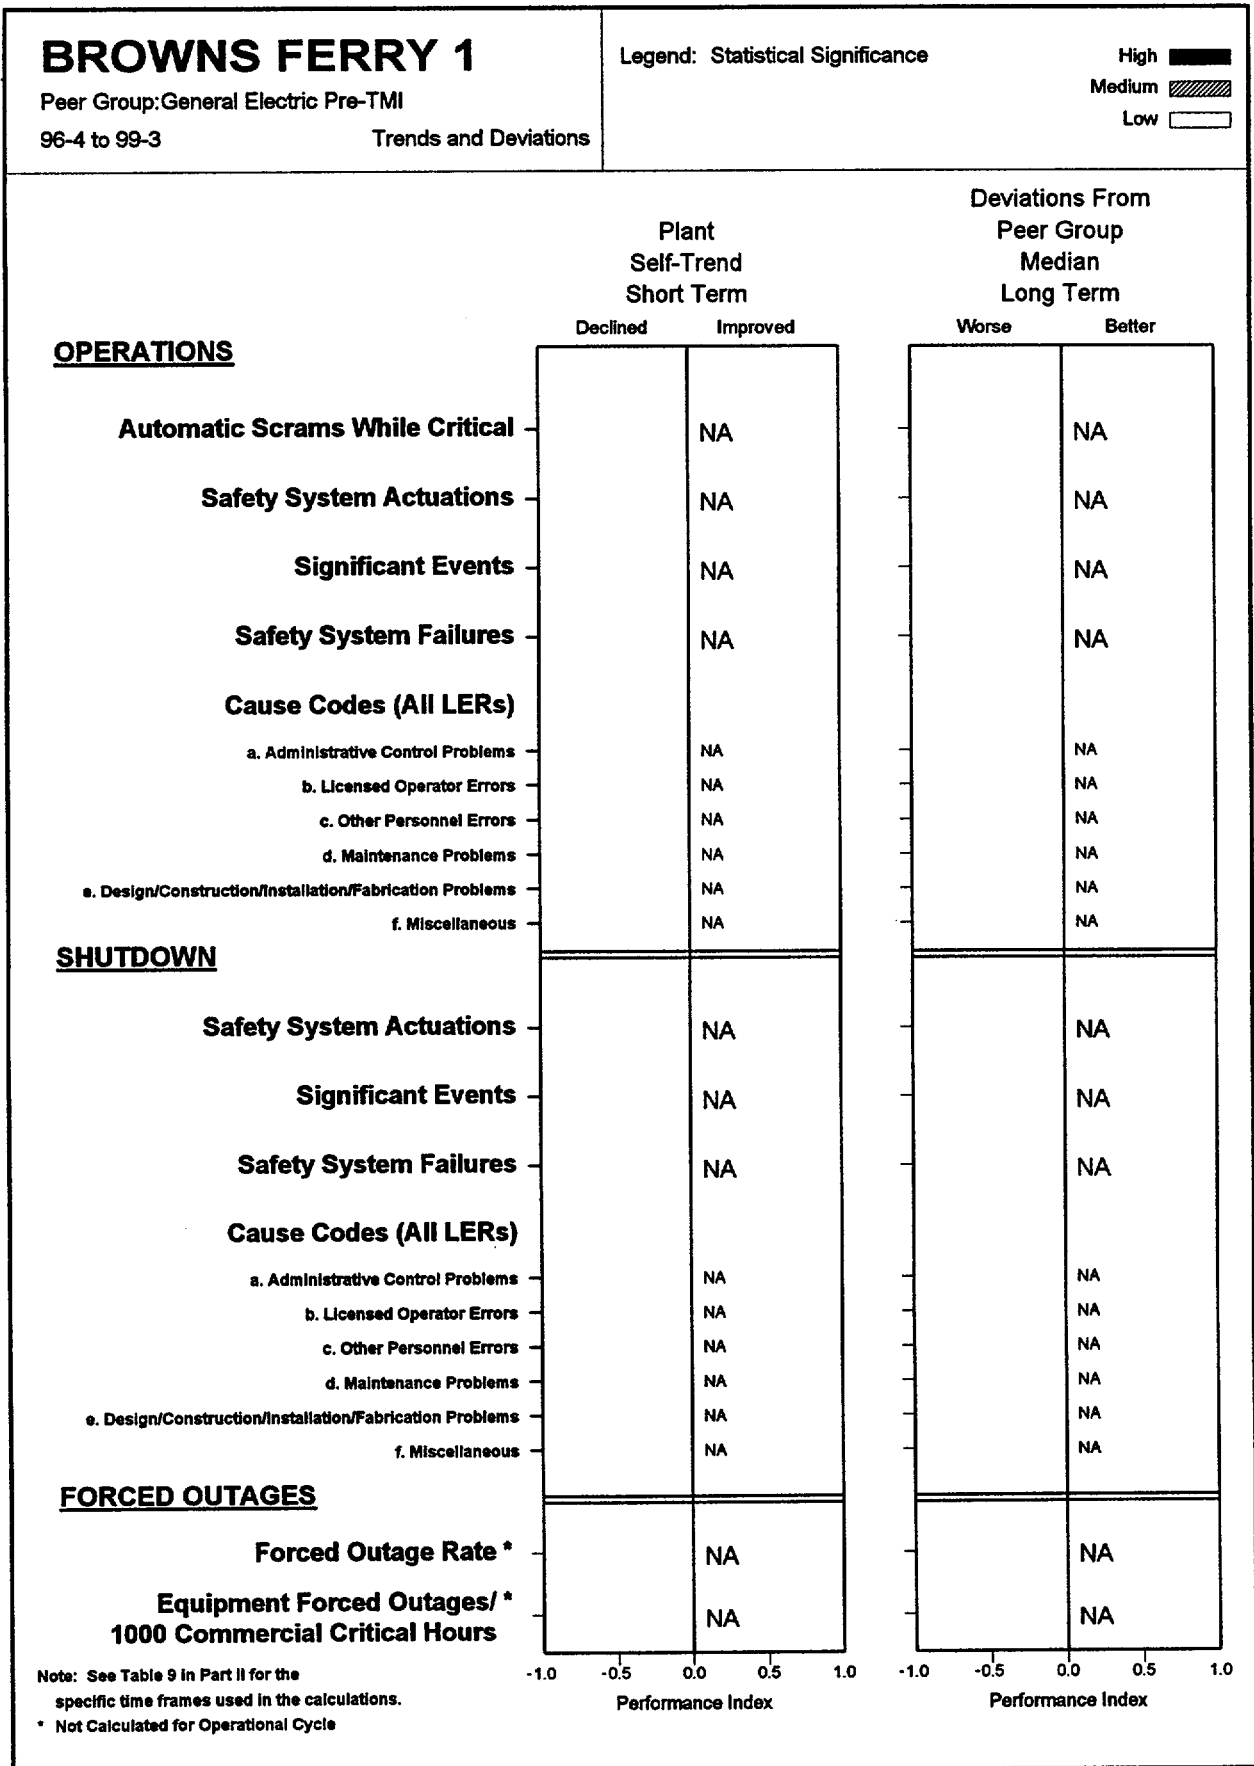 BROWNS FERRY 1
Peer Group:General Electric Pre-TMI
96-4 to 99-3 Trends and Deviations
Legend: Statistical Significance
High
Medium
Low
Plant
Self-Trend
Short Term
Declined Improved
Deviations From
Peer Group
Median
Long Term
Worse Better
OPERATIONS
Automatic Scrams While Critical NA NA
Safety System Actuations NA NA
Significant Events NA NA
Safety System Failures NA NA
Cause Codes (All LERs)
a. Administrative Control Problems NA NA
b. Licensed Operator Errors NA NA
c. Other Personnel Errors NA NA
d. Maintenance Problems NA NA
e. Design/Construction/Installation/Fabrication Problems NA NA
f. Miscellaneous NA NA
SHUTDOWN
Safety System Actuations NA NA
Significant Events NA NA
Safety System Failures NA NA
Cause Codes (All LERs)
a. Administrative Control Problems NA NA
b. Licensed Operator Errors NA NA
c. Other Personnel Errors NA NA
d. Maintenance Problems NA NA
e. Design/Construction/Installation/Fabrication Problems NA NA
f. Miscellaneous NA NA
FORCED OUTAGES
Forced Outage Rate * NA NA
Equipment Forced Outages/ *
1000 Commercial Critical Hours NA NA
-1.0 -0.5 0.0 0.5 1.0 -1.0 -0.5 0.0 0.5 1.0
Performance Index Performance Index
Note: See Table 9 in Part II for the
specific time frames used in the calculations.
* Not Calculated for Operational Cycle